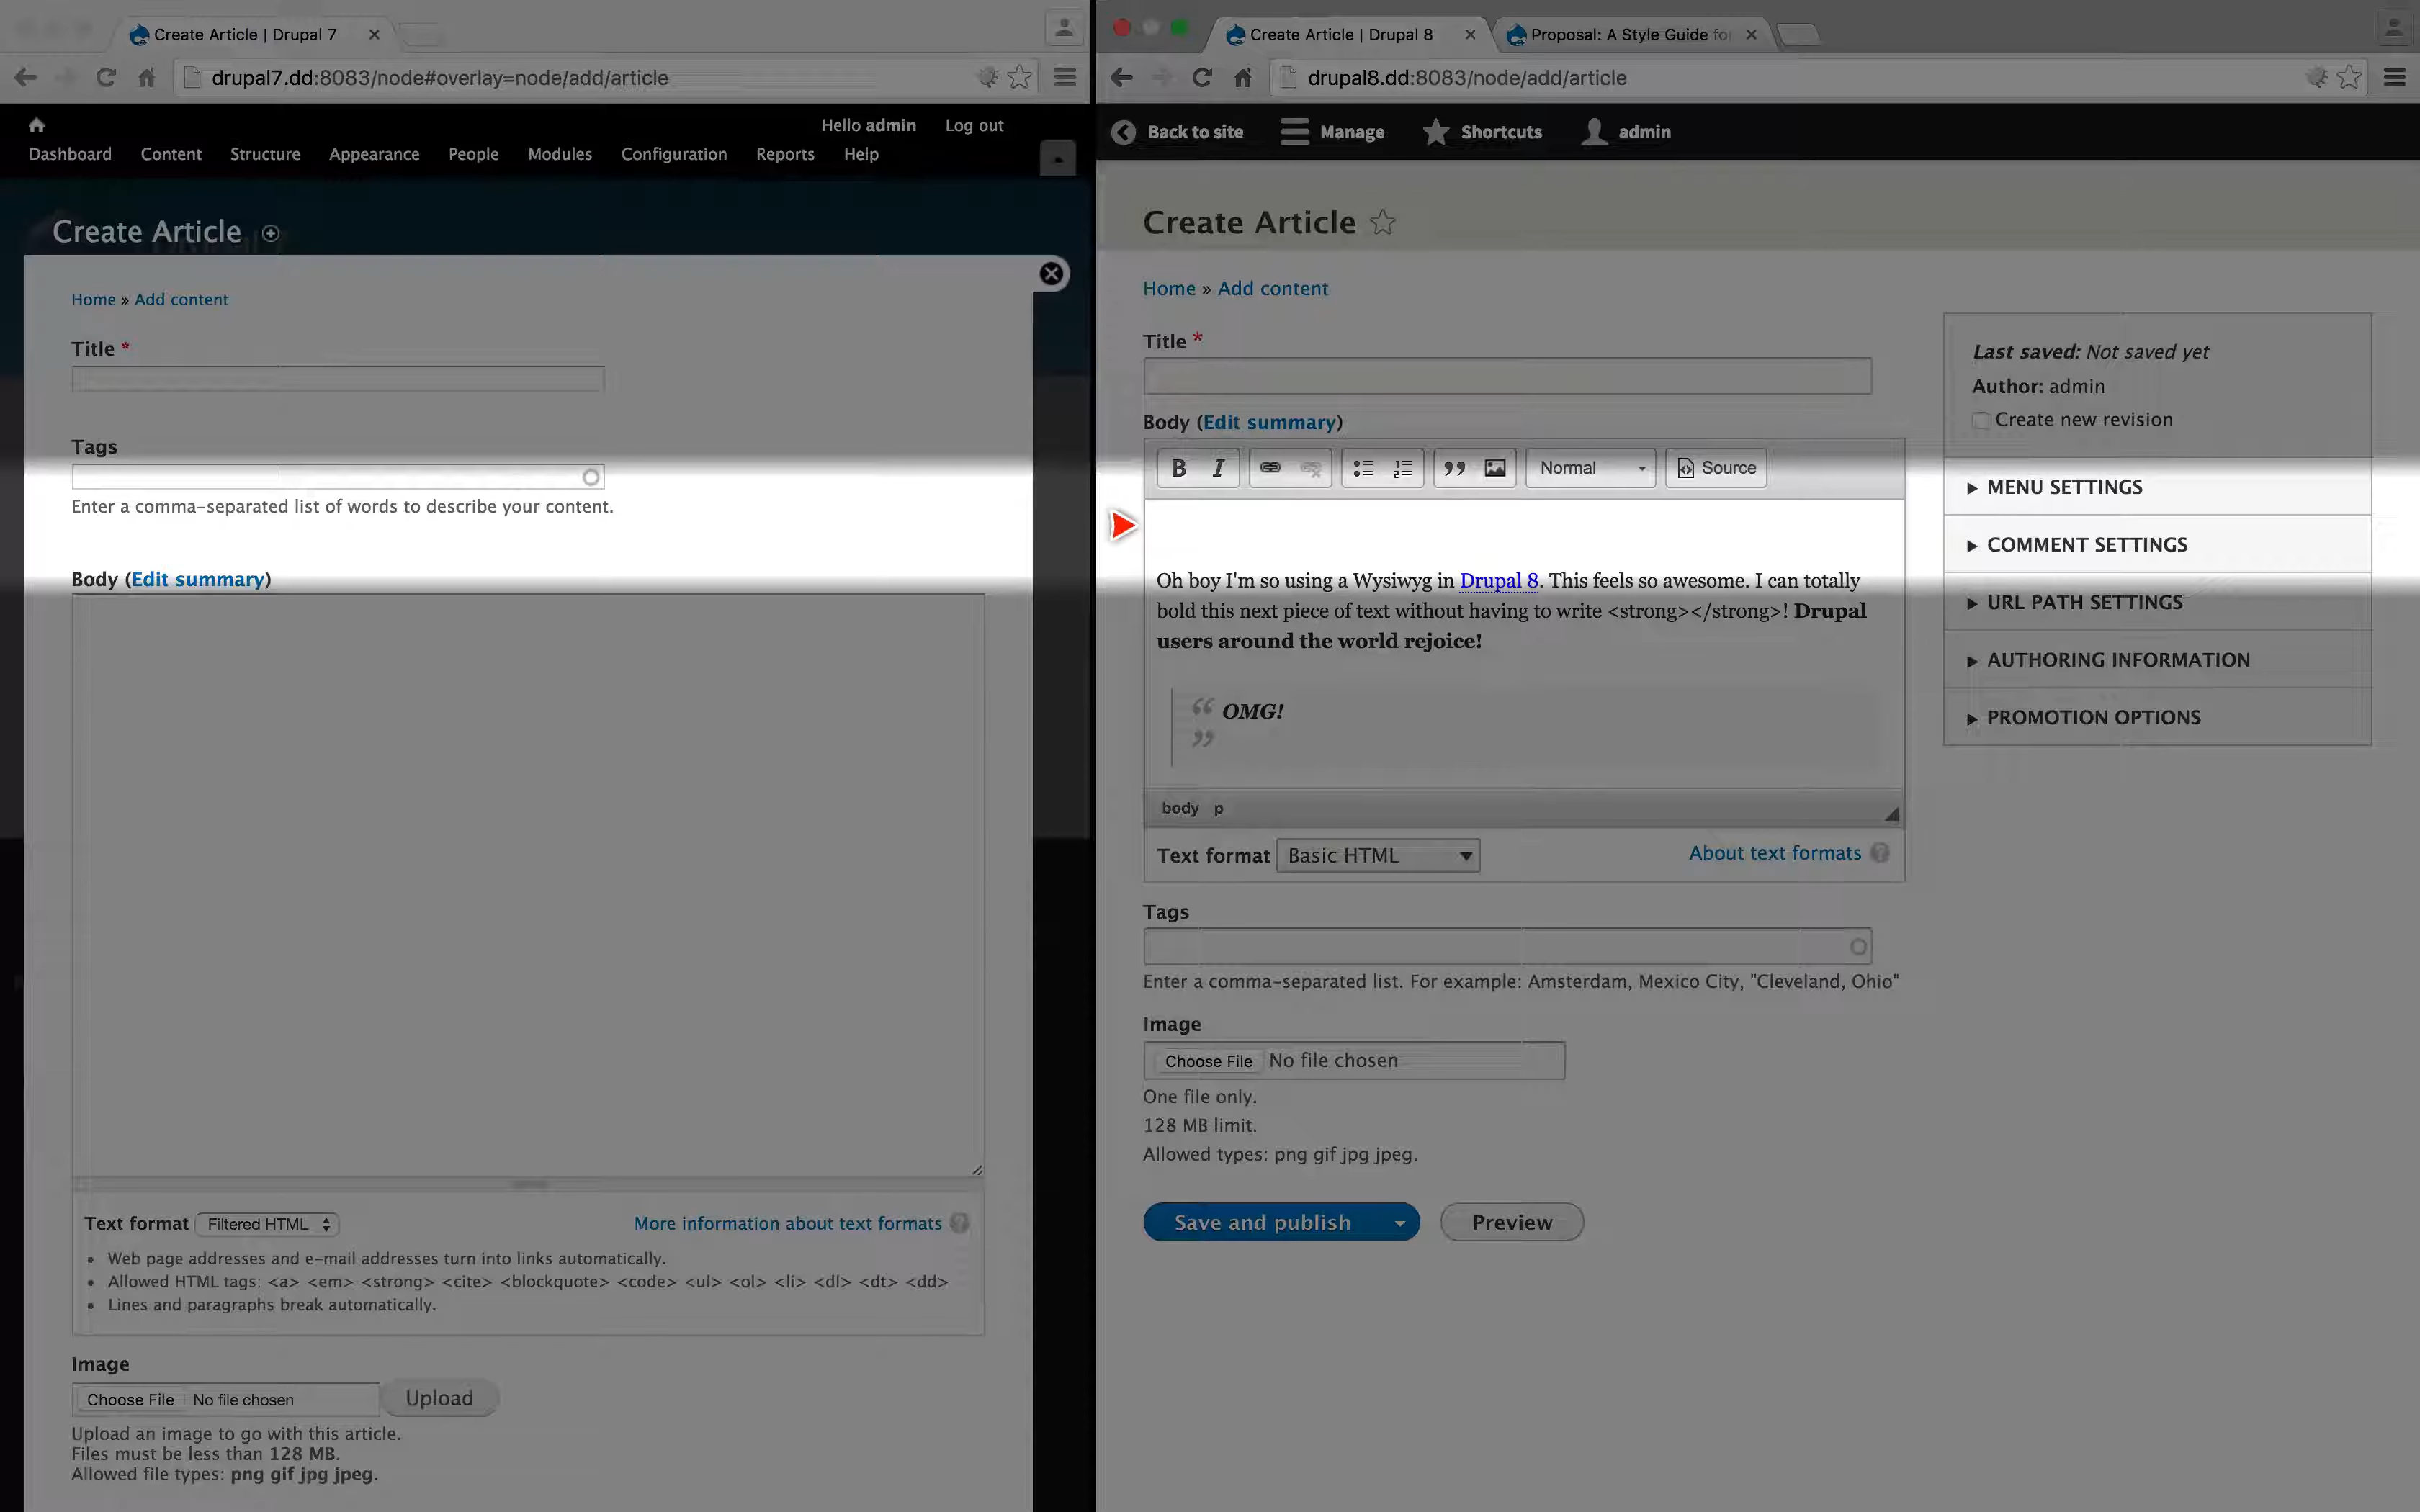 Create Article | Drupal 7
drupal7.dd:8083/node#overlay=node/add/article
Hello admin Log out
Dashboard Content Structure Appearance People Modules Configuration Reports Help
Create Article
Home » Add content
Title *
Tags
Enter a comma-separated list of words to describe your content.
Body (Edit summary)
Text format Filtered HTML More information about text formats
Web page addresses and e-mail addresses turn into links automatically.
Allowed HTML tags: <a> <em> <strong> <cite> <blockquote> <code> <ul> <ol> <li> <dl> <dt> <dd>
Lines and paragraphs break automatically.
Image
Choose File No file chosen Upload
Upload an image to go with this article.
Files must be less than 128 MB.
Allowed file types: png gif jpg jpeg.
Create Article | Drupal 8 Proposal: A Style Guide fo
drupal8.dd:8083/node/add/article
Back to site Manage Shortcuts admin
Create Article
Home » Add content
Title *
Body (Edit summary)
B I Normal Source
Oh boy I'm so using a Wysiwyg in Drupal 8. This feels so awesome. I can totally
bold this next piece of text without having to write <strong></strong>! Drupal
users around the world rejoice!
“ OMG!
”
body p
Text format Basic HTML About text formats
Tags
Enter a comma-separated list. For example: Amsterdam, Mexico City, "Cleveland, Ohio"
Image
Choose File No file chosen
One file only.
128 MB limit.
Allowed types: png gif jpg jpeg.
Save and publish Preview
Last saved: Not saved yet
Author: admin
Create new revision
MENU SETTINGS
COMMENT SETTINGS
URL PATH SETTINGS
AUTHORING INFORMATION
PROMOTION OPTIONS